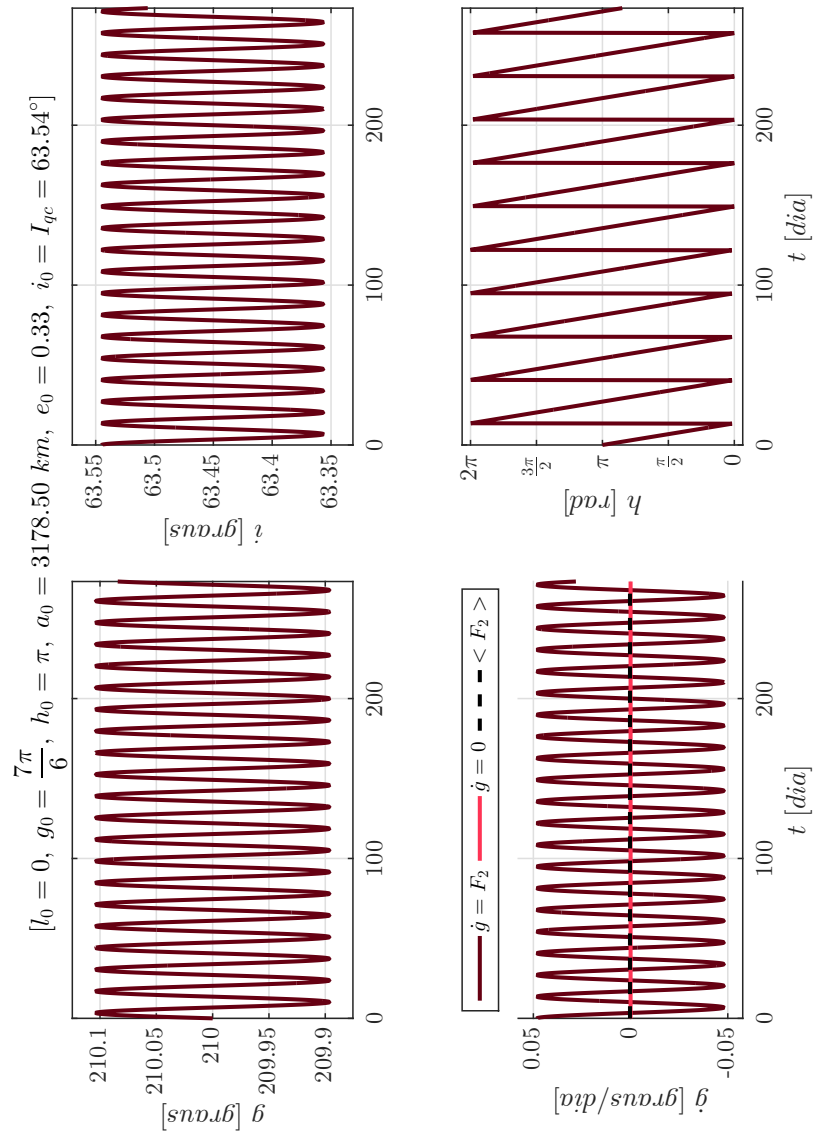 [l₀ = 0, g₀ = 7π/6, h₀ = π, a₀ = 3178.50 km, e₀ = 0.33, i₀ = I_qc = 63.54°]
g [graus]
210.1
210.05
210
209.95
209.9
0 100 200
i [graus]
63.55
63.5
63.45
63.4
63.35
0 100 200
ġ = F₂ ġ = 0 < F₂ >
ġ [graus/dia]
0.05
0
-0.05
0 100 200
t [dia]
h [rad]
2π
3π/2
π
π/2
0
0 100 200
t [dia]